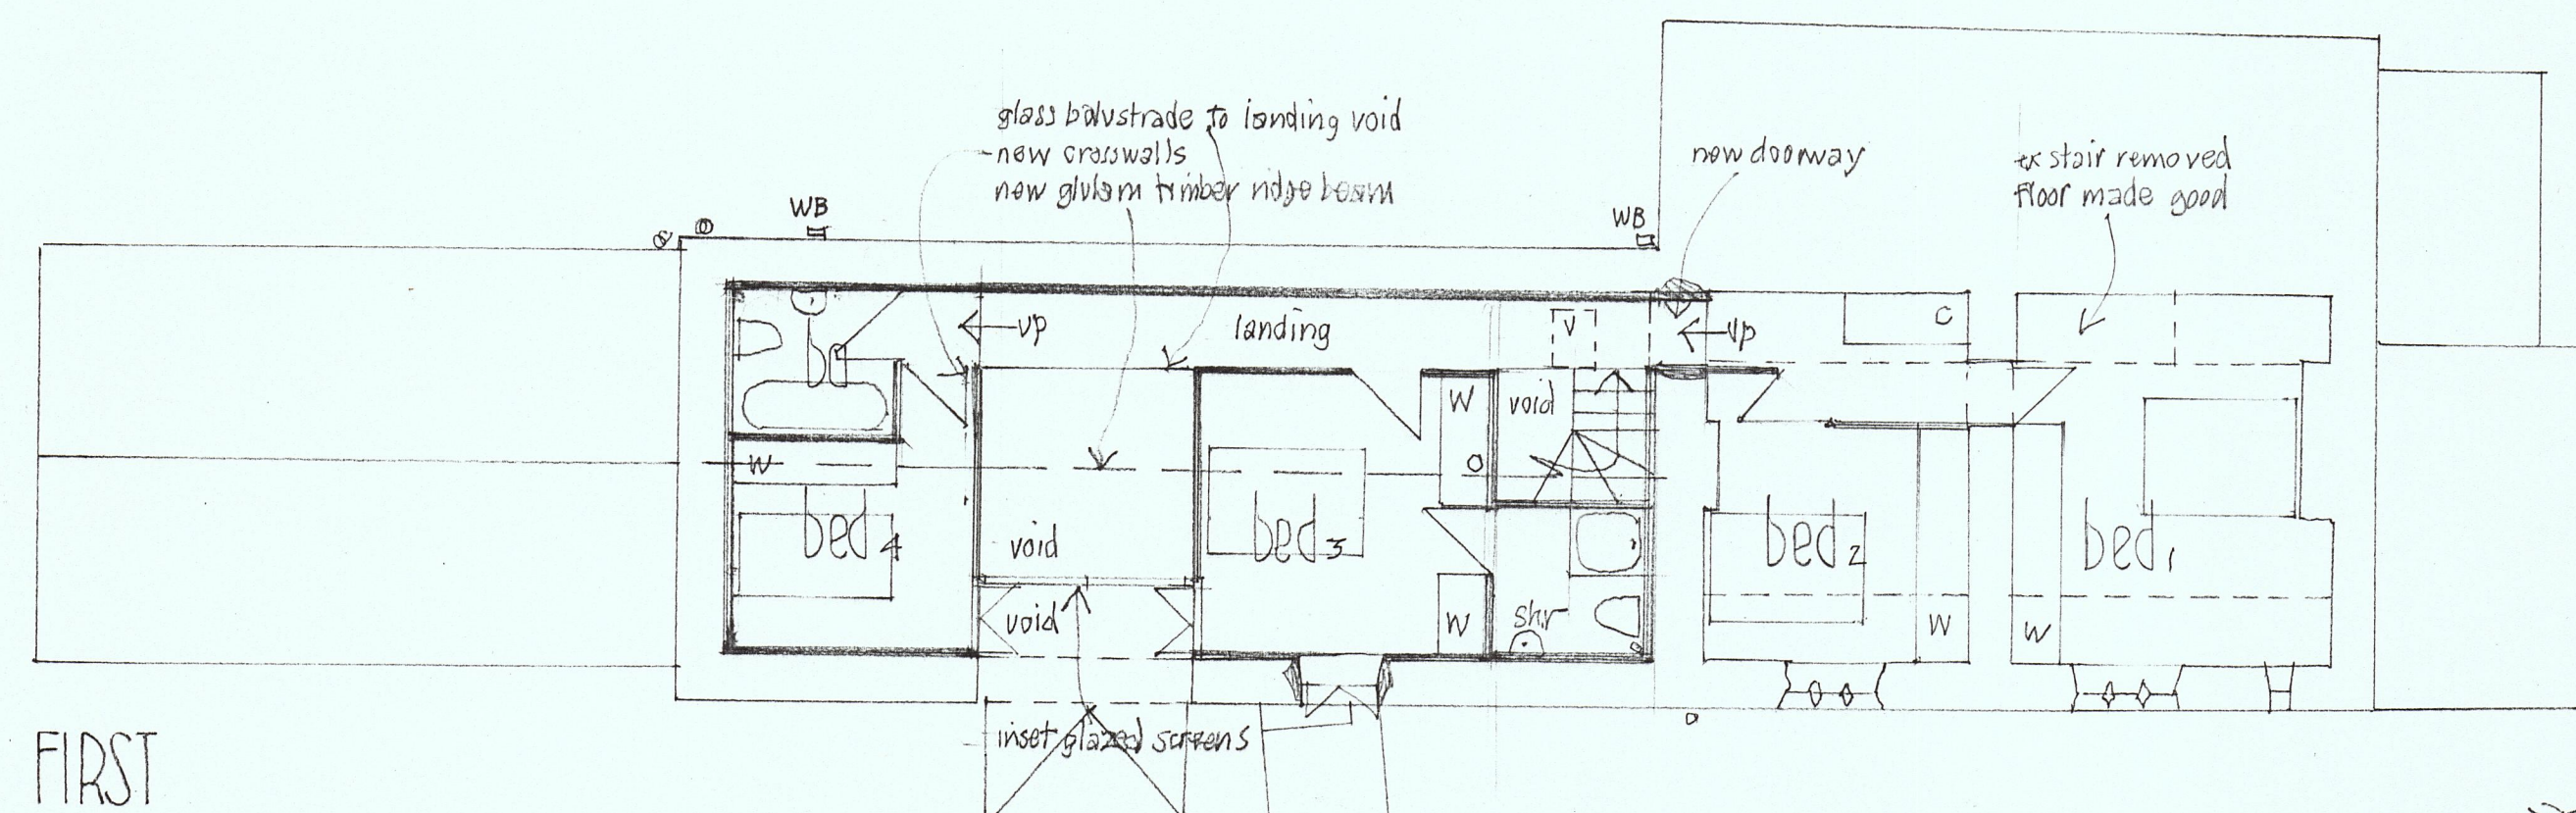 glass balustrade to landing void
new crosswalls
new glulam timber ridge beam
new doorway
ex stair removed
floor made good
WB
WB
up
landing
V
up
C
W
void
W
bed 4
void
bed 3
bed 2
bed 1
void
shr
W
W
W
inset glazed screens
FIRST